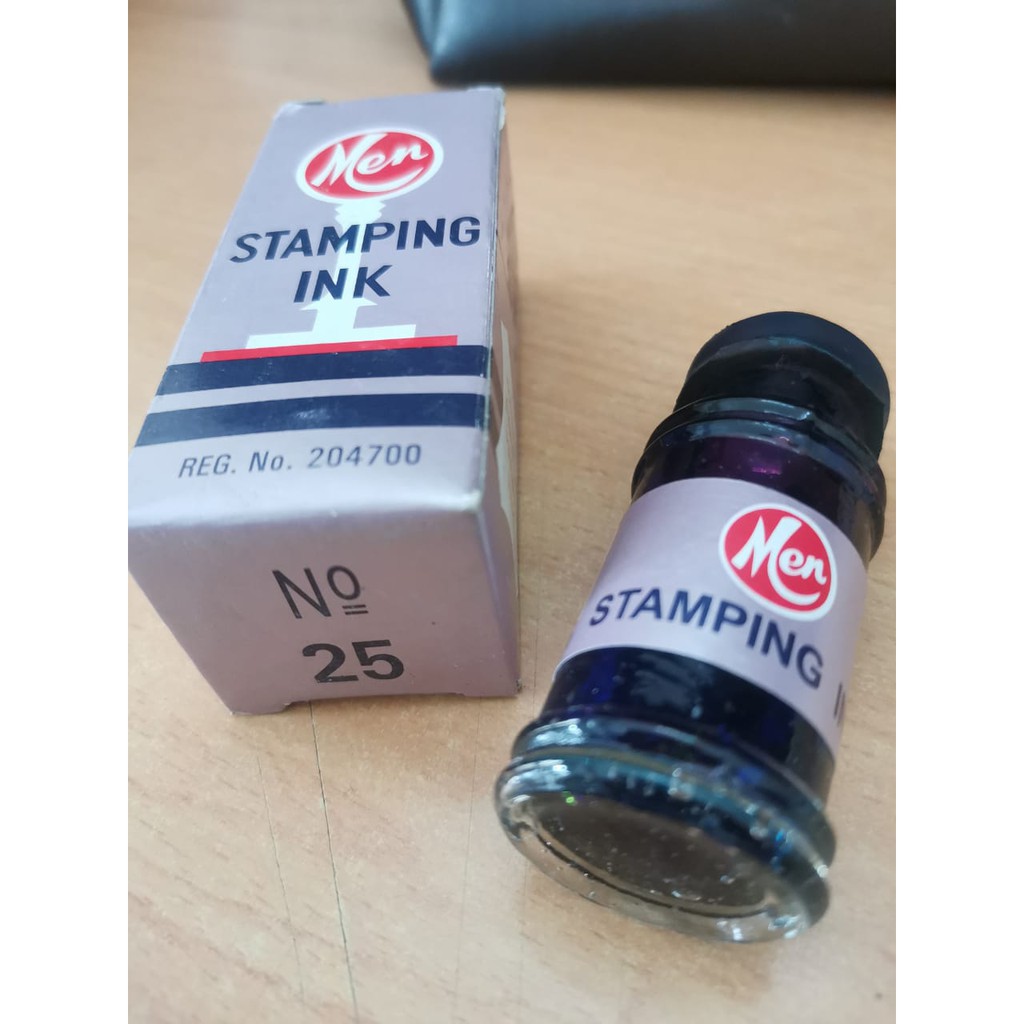 Men
STAMPING
INK
REG. No. 204700
Nº
25
Men
STAMPING